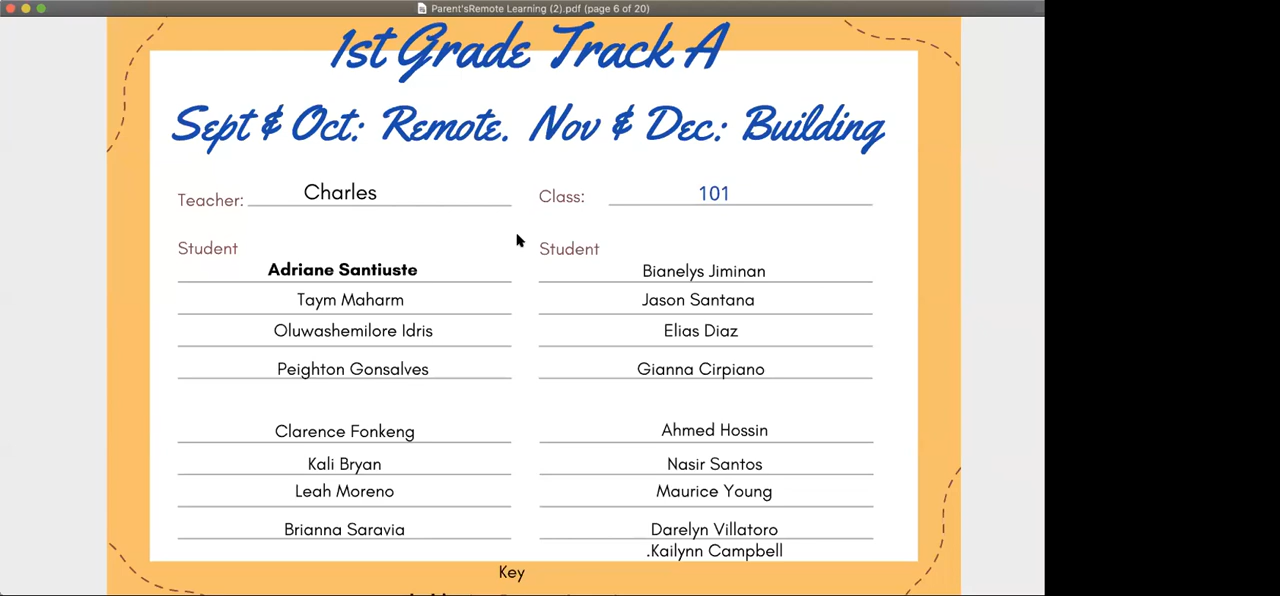 Parent'sRemote Learning (2).pdf (page 6 of 20)
1st Grade Track A
Sept & Oct: Remote. Nov & Dec: Building
Teacher: Charles
Class: 101
Student
Adriane Santiuste
Taym Maharm
Oluwashemilore Idris
Peighton Gonsalves
Clarence Fonkeng
Kali Bryan
Leah Moreno
Brianna Saravia
Student
Bianelys Jiminan
Jason Santana
Elias Diaz
Gianna Cirpiano
Ahmed Hossin
Nasir Santos
Maurice Young
Darelyn Villatoro
.Kailynn Campbell
Key